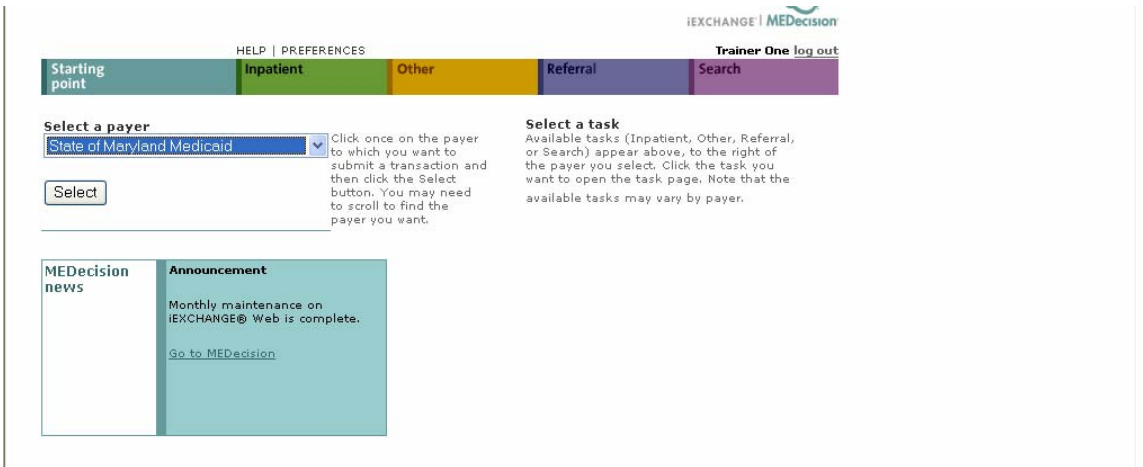 iEXCHANGE | MEDecision
HELP | PREFERENCES
Trainer One log out
Starting
point
Inpatient
Other
Referral
Search
Select a payer
State of Maryland Medicaid
Select
Click once on the payer
to which you want to
submit a transaction and
then click the Select
button. You may need
to scroll to find the
payer you want.
Select a task
Available tasks (Inpatient, Other, Referral,
or Search) appear above, to the right of
the payer you select. Click the task you
want to open the task page. Note that the
available tasks may vary by payer.
MEDecision
news
Announcement
Monthly maintenance on
iEXCHANGE® Web is complete.
Go to MEDecision